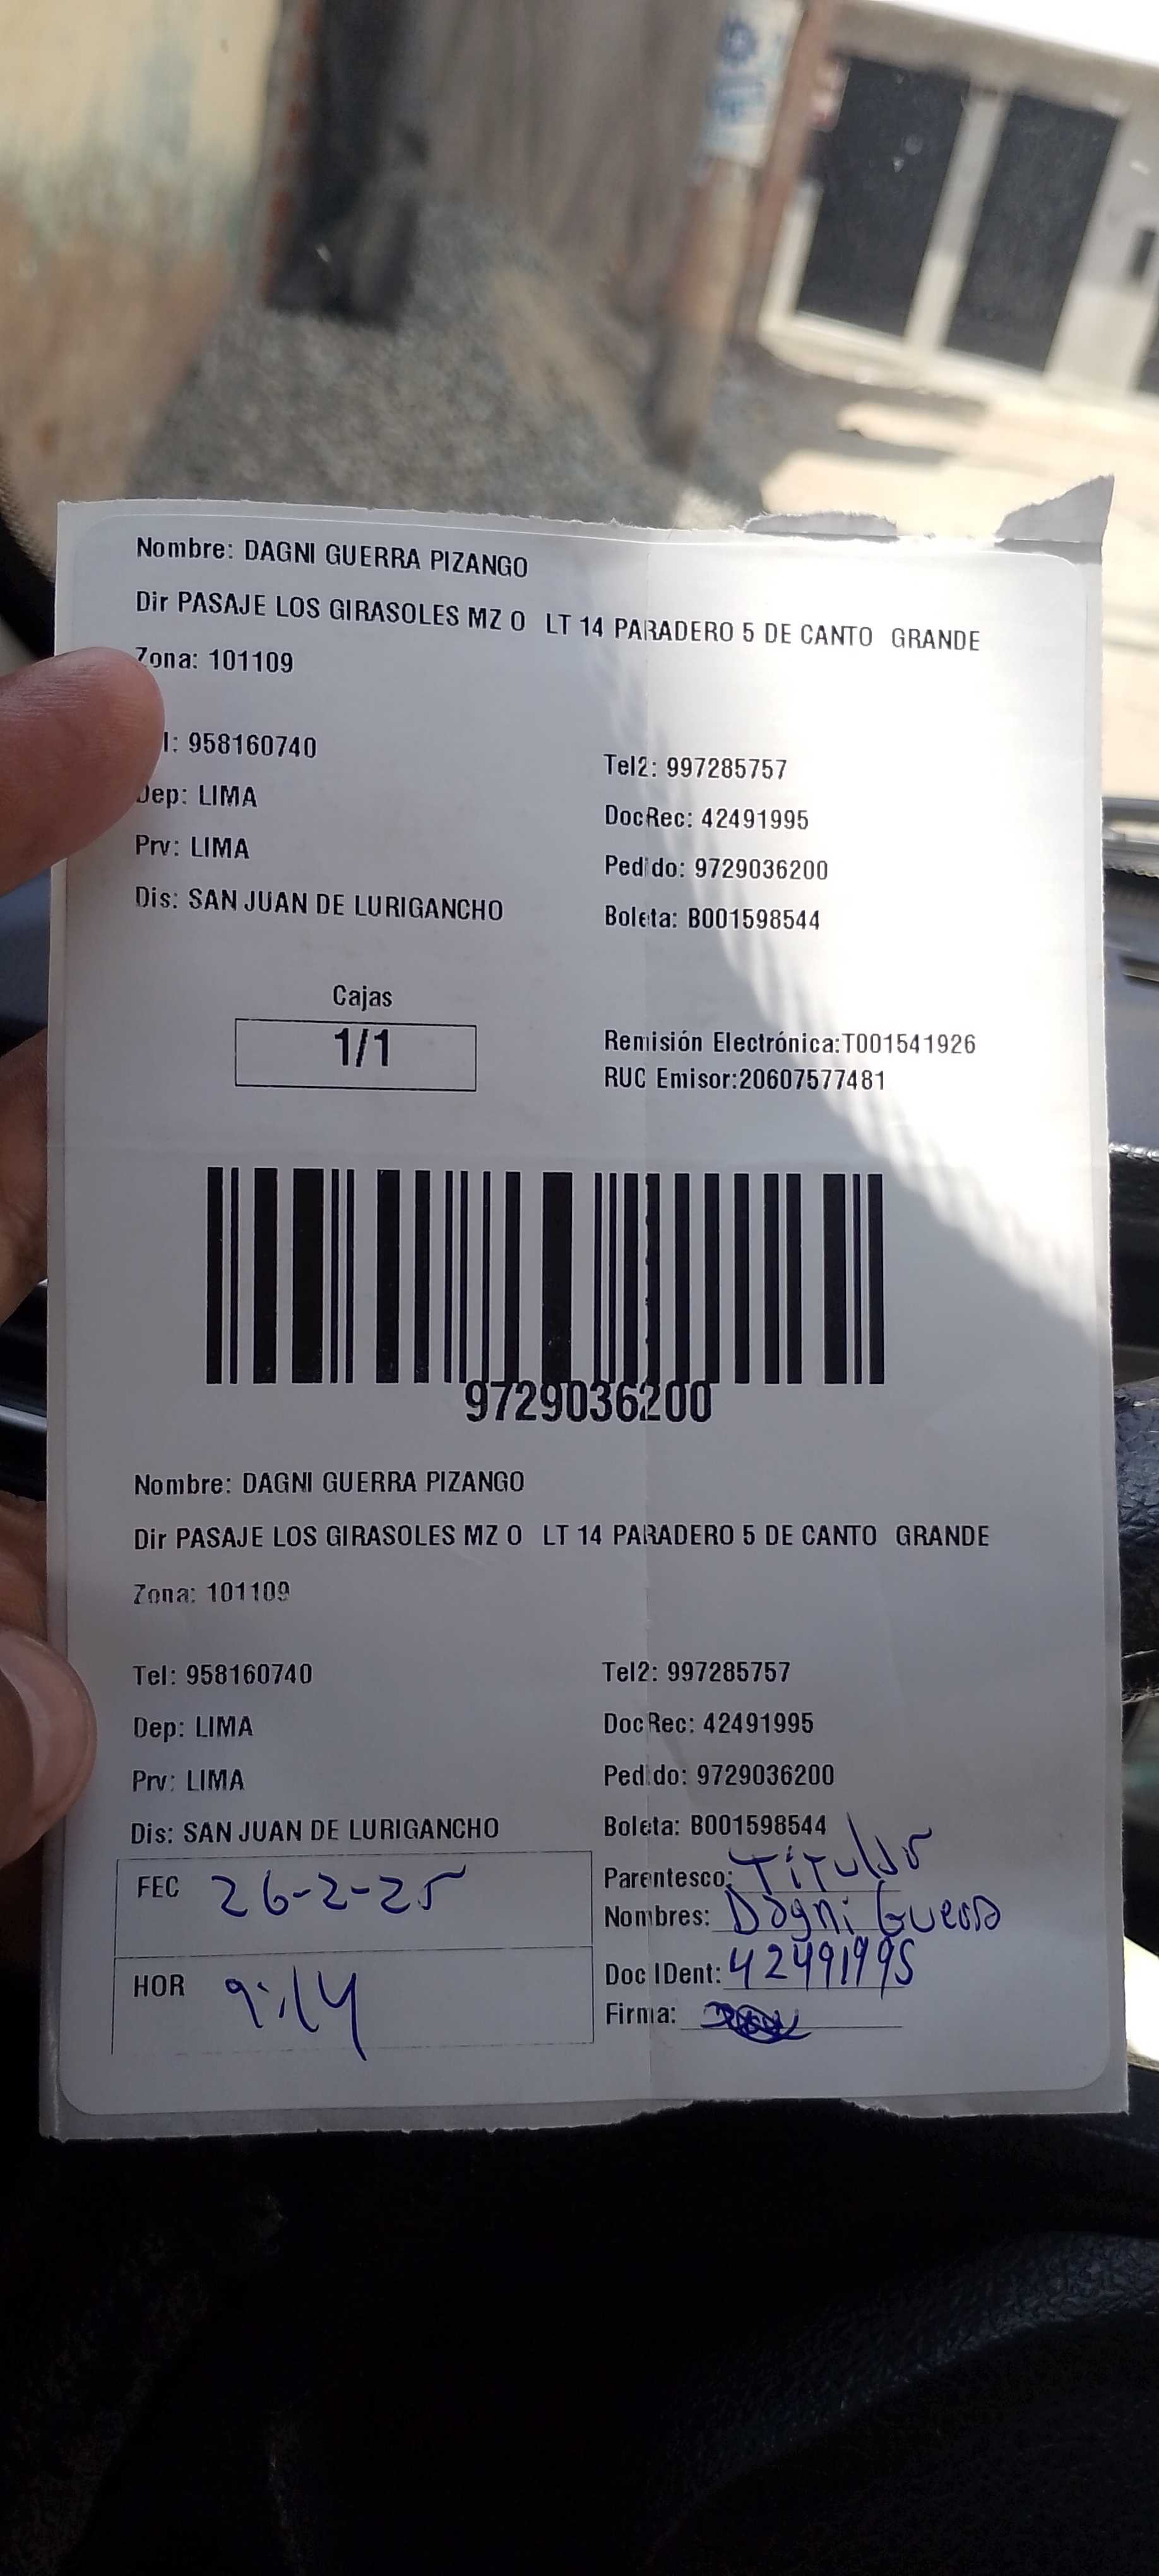 Nombre: DAGNI GUERRA PIZANGO
Dir PASAJE LOS GIRASOLES MZ O LT 14 PARADERO 5 DE CANTO GRANDE
Zona: 101109
l: 958160740
Tel2: 997285757
Dep: LIMA
DocRec: 42491995
Prv: LIMA
Pedido: 9729036200
Dis: SAN JUAN DE LURIGANCHO
Boleta: B001598544
Cajas
1/1
Remisión Electrónica:T001541926
RUC Emisor:20607577481
9729036200
Nombre: DAGNI GUERRA PIZANGO
Dir PASAJE LOS GIRASOLES MZ O LT 14 PARADERO 5 DE CANTO GRANDE
Zona: 101109
Tel: 958160740
Tel2: 997285757
Dep: LIMA
DocRec: 42491995
Prv: LIMA
Pedido: 9729036200
Dis: SAN JUAN DE LURIGANCHO
Boleta: B001598544
FEC 26-2-25
Parentesco: Titular
Nombres: Dagni Guerra
HOR 9:14
Doc IDent: 42491995
Firma: